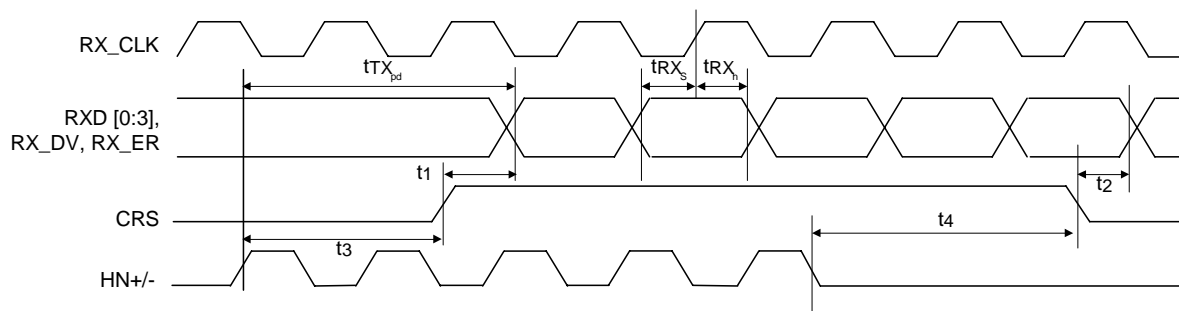 RX_CLK
tTXpd
tRXS
tRXh
RXD [0:3],
RX_DV, RX_ER
t1
t2
CRS
t3
t4
HN+/-